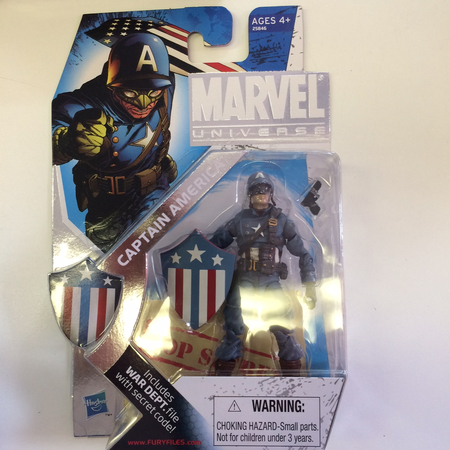 AGES 4+
25846
A
MARVEL
UNIVERSE
CAPTAIN AMERICA
TOP S
Includes
WAR DEPT. file
with secret code!
Hasbro
WARNING:
CHOKING HAZARD-Small parts.
Not for children under 3 years.
www.FURYFILES.com